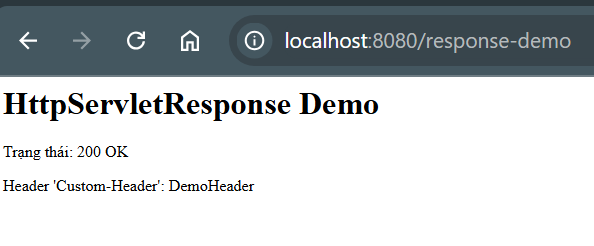 localhost:8080/response-demo
HttpServletResponse Demo
Trạng thái: 200 OK
Header 'Custom-Header': DemoHeader